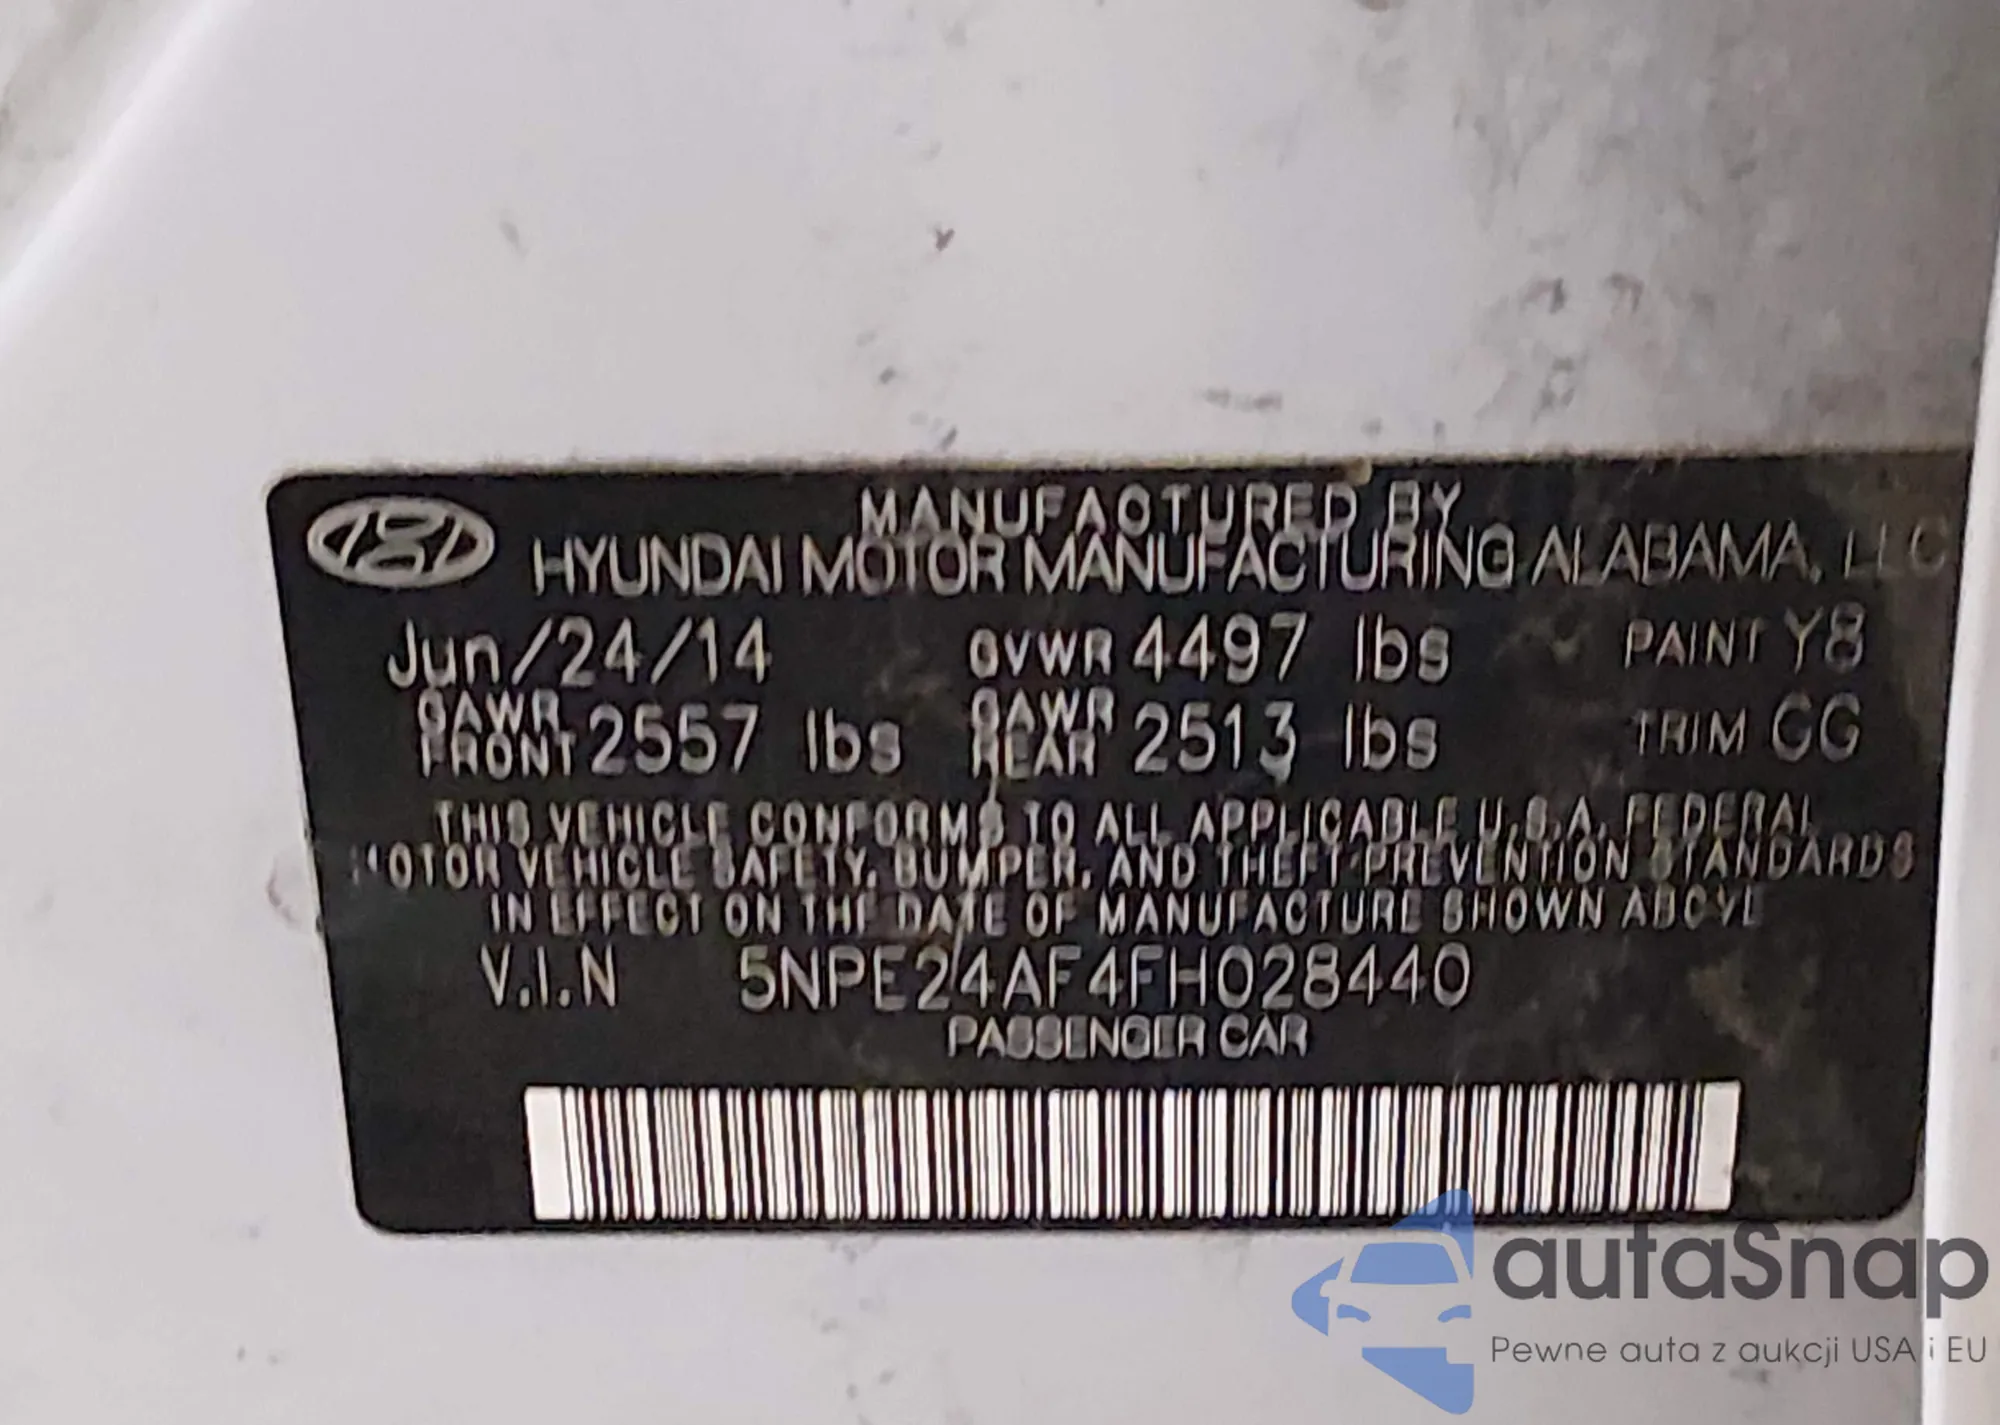 MANUFACTURED BY
HYUNDAI MOTOR MANUFACTURING ALABAMA, LLC
Jun/24/14 GVWR 4497 lbs PAINT Y8
GAWR FRONT 2557 lbs GAWR REAR 2513 lbs TRIM GG
THIS VEHICLE CONFORMS TO ALL APPLICABLE U.S.A. FEDERAL
MOTOR VEHICLE SAFETY, BUMPER, AND THEFT PREVENTION STANDARDS
IN EFFECT ON THE DATE OF MANUFACTURE SHOWN ABOVE
V.I.N 5NPE24AF4FH028440
PASSENGER CAR
autaSnap
Pewne auta z aukcji USA i EU